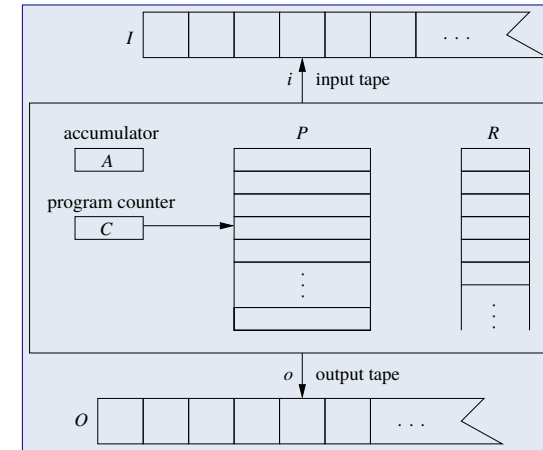 I . . .
i input tape
accumulator P R
A
program counter
C
. . .
. . .
o output tape
O . . .